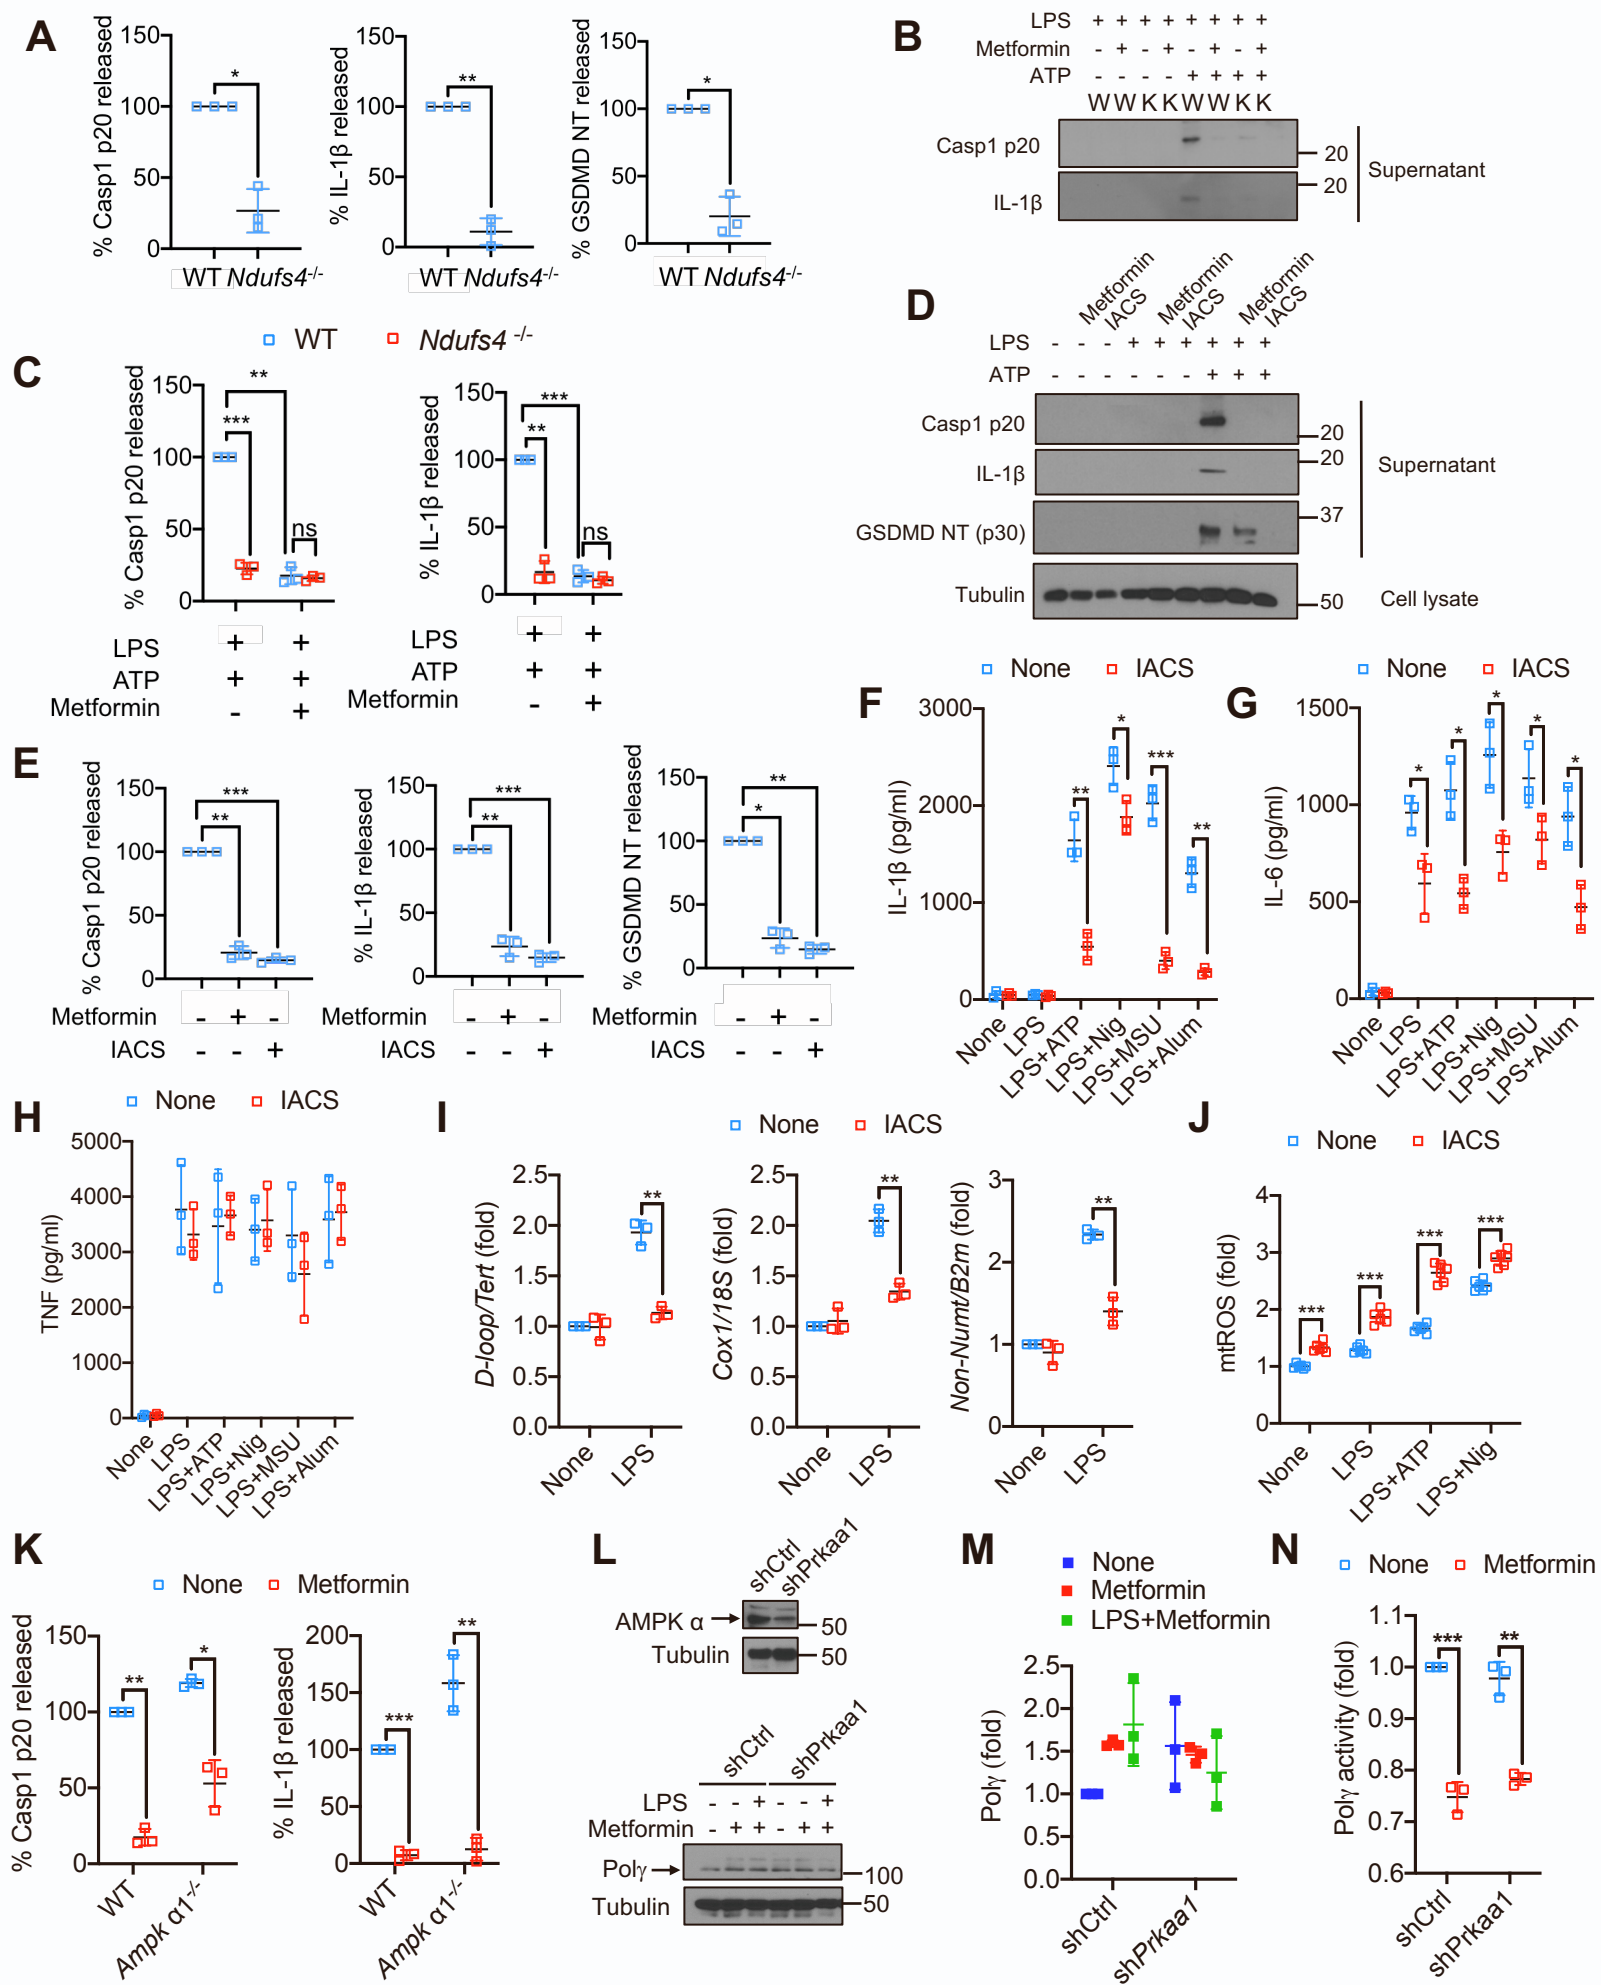 A
% Casp1 p20 released
150
100
50
0
*
WT Ndufs4-/-
% IL-1β released
150
100
50
0
**
WT Ndufs4-/-
% GSDMD NT released
150
100
50
0
*
WT Ndufs4-/-
B
LPS + + + + + + + +
Metformin - + - + - + - +
ATP - - - - + + + +
W W K K W W K K
Casp1 p20
20
IL-1β
20
Supernatant
C
WT Ndufs4 -/-
% Casp1 p20 released
150
100
50
0
**
***
ns
LPS + +
ATP + +
Metformin - +
% IL-1β released
150
100
50
0
***
**
ns
LPS + +
ATP + +
Metformin - +
D
Metformin IACS Metformin IACS Metformin IACS
LPS - - - + + + + + +
ATP - - - - - - + + +
Casp1 p20
20
IL-1β
20
GSDMD NT (p30)
37
Supernatant
Tubulin
50
Cell lysate
E
% Casp1 p20 released
150
100
50
0
***
**
Metformin - + -
IACS - - +
% IL-1β released
150
100
50
0
***
**
Metformin - + -
IACS - - +
% GSDMD NT released
150
100
50
0
**
*
Metformin - + -
IACS - - +
F
None IACS
IL-1β (pg/ml)
3000
2000
1000
0
** * *** **
None LPS LPS+ATP LPS+Nig LPS+MSU LPS+Alum
G
None IACS
IL-6 (pg/ml)
1500
1000
500
0
* * * * *
None LPS LPS+ATP LPS+Nig LPS+MSU LPS+Alum
H
None IACS
TNF (pg/ml)
5000
4000
3000
2000
1000
0
None LPS LPS+ATP LPS+Nig LPS+MSU LPS+Alum
I
None IACS
D-loop/Tert (fold)
2.5
2.0
1.5
1.0
0.5
0.0
**
None LPS
Cox1/18S (fold)
2.5
2.0
1.5
1.0
0.5
0.0
**
None LPS
Non-Numt/B2m (fold)
3
2
1
0
**
None LPS
J
None IACS
mtROS (fold)
4
3
2
1
0
*** *** *** ***
None LPS LPS+ATP LPS+Nig
K
None Metformin
% Casp1 p20 released
150
100
50
0
** *
WT Ampk α1-/-
% IL-1β released
200
150
100
50
0
*** **
WT Ampk α1-/-
L
shCtrl shPrkaa1
AMPK α
50
Tubulin
50
shCtrl shPrkaa1
LPS - - + - - +
Metformin - + + - + +
Polγ
100
Tubulin
50
M
None
Metformin
LPS+Metformin
Polγ (fold)
2.5
2.0
1.5
1.0
0.5
0.0
shCtrl shPrkaa1
N
None Metformin
Polγ activity (fold)
1.1
1.0
0.9
0.8
0.7
0.6
*** **
shCtrl shPrkaa1